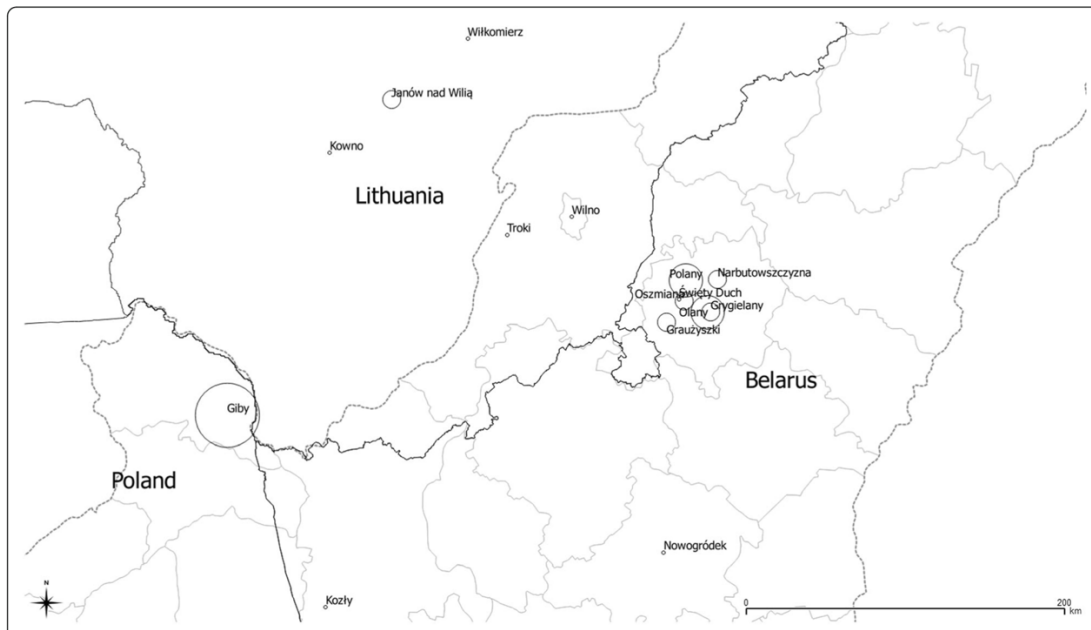 Wiłkomierz
Janów nad Wilią
Kowno
Lithuania
Wilno
Troki
Polany
Narbutowszczyzna
Oszmiana
Święty Duch
Grygielany
Olany
Graużyszki
Belarus
Giby
Poland
Nowogródek
Kozły
N
0
200
km